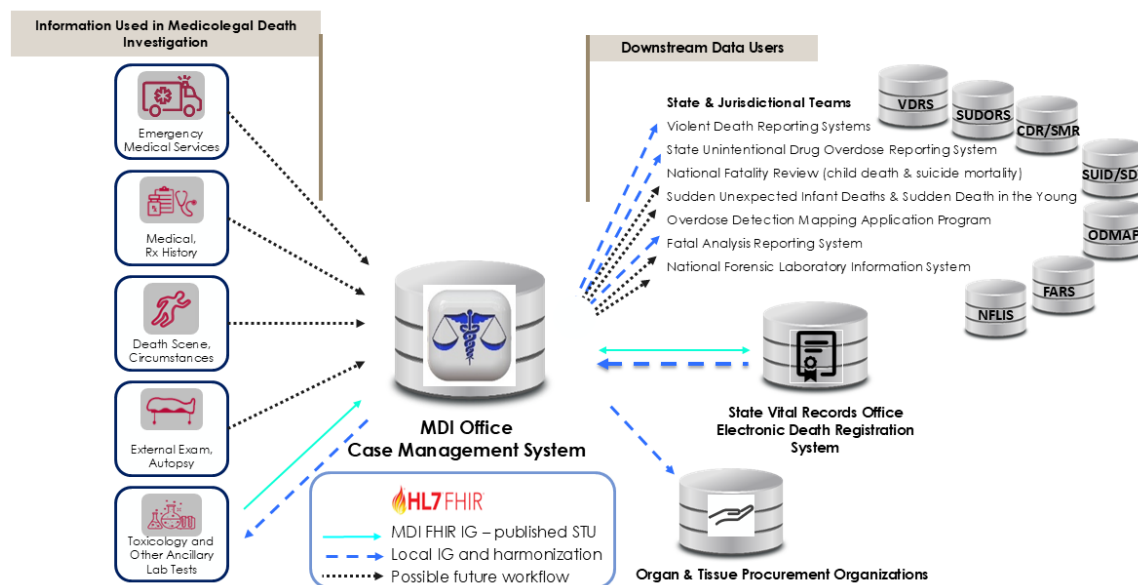 Information Used in Medicolegal Death
Investigation
Emergency
Medical Services
Medical,
Rx History
Death Scene,
Circumstances
External Exam,
Autopsy
Toxicology and
Other Ancillary
Lab Tests
MDI Office
Case Management System
HL7 FHIR
MDI FHIR IG – published STU
Local IG and harmonization
Possible future workflow
Downstream Data Users
State & Jurisdictional Teams
Violent Death Reporting Systems
State Unintentional Drug Overdose Reporting System
National Fatality Review (child death & suicide mortality)
Sudden Unexpected Infant Deaths & Sudden Death in the Young
Overdose Detection Mapping Application Program
Fatal Analysis Reporting System
National Forensic Laboratory Information System
VDRS
SUDORS
CDR/SMR
SUID/SD
ODMAP
FARS
NFLIS
State Vital Records Office
Electronic Death Registration
System
Organ & Tissue Procurement Organizations